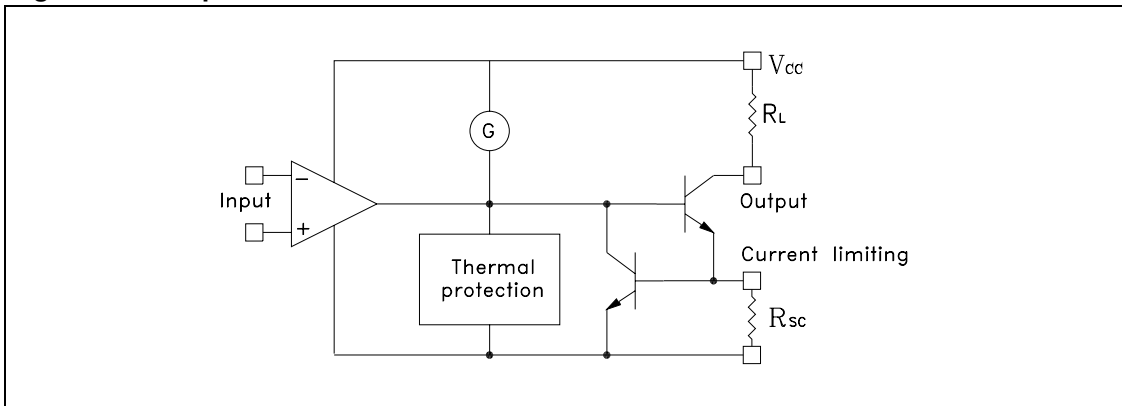 Vcc
RL
G
−
Input
+
Output
Thermal
protection
Current limiting
Rsc